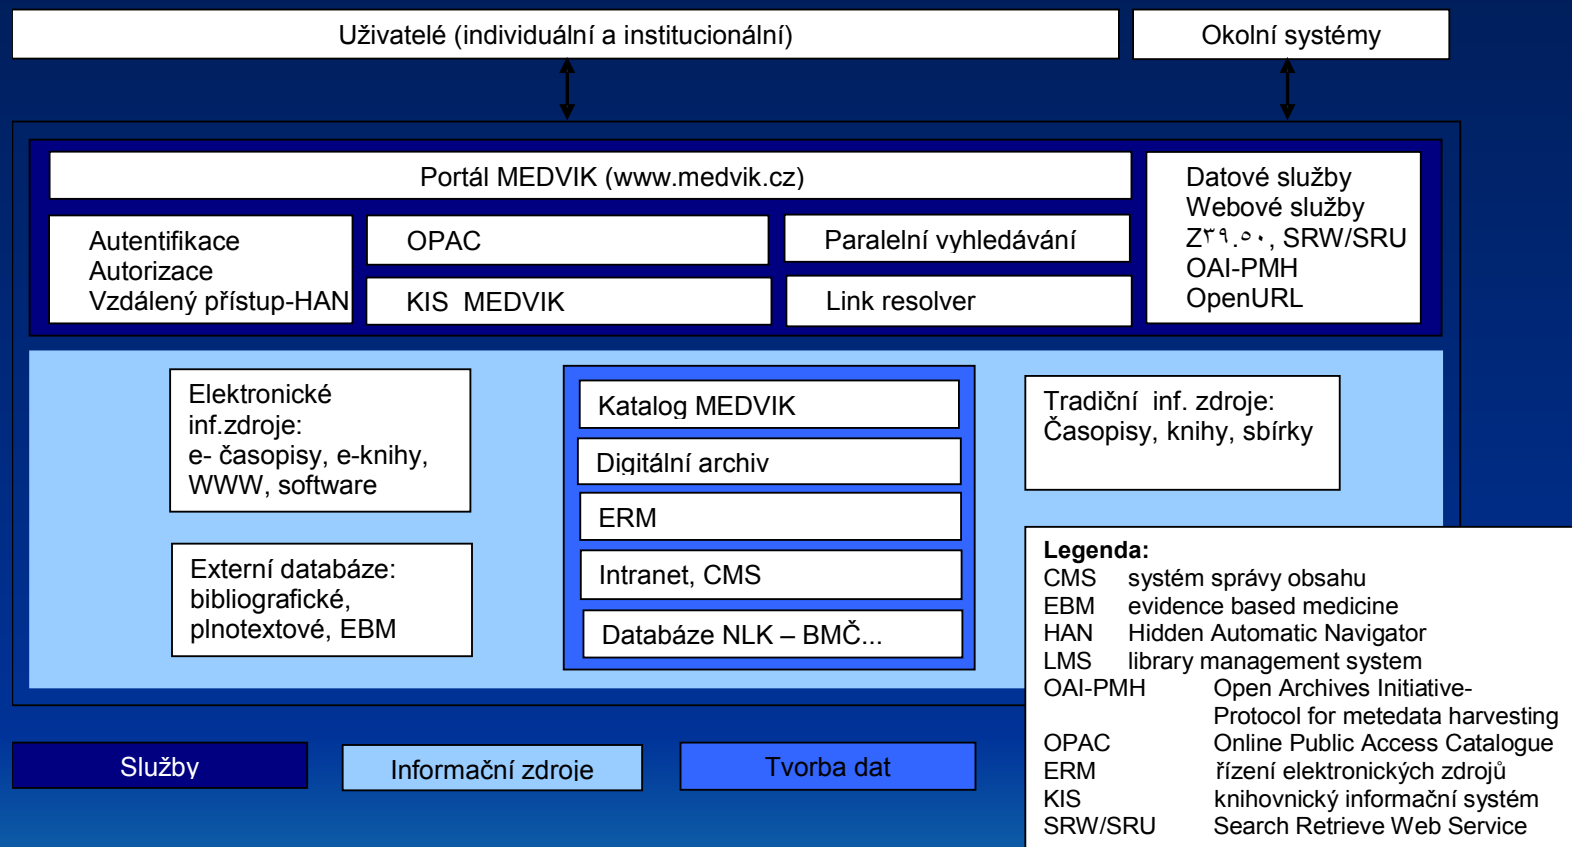 Uživatelé (individuální a institucionální)
Okolní systémy
Portál MEDVIK (www.medvik.cz)
Autentifikace
Autorizace
Vzdálený přístup-HAN
OPAC
KIS  MEDVIK
Paralelní vyhledávání
Link resolver
Datové služby
Webové služby
Z٣٩.٥٠, SRW/SRU
OAI-PMH
OpenURL
Elektronické
inf.zdroje:
e- časopisy, e-knihy,
WWW, software
Externí databáze:
bibliografické,
plnotextové, EBM
Katalog MEDVIK
Digitální archiv
ERM
Intranet, CMS
Databáze NLK – BMČ...
Tradiční  inf. zdroje:
Časopisy, knihy, sbírky
Legenda:
CMS systém správy obsahu
EBM evidence based medicine
HAN Hidden Automatic Navigator
LMS library management system
OAI-PMH Open Archives Initiative-
Protocol for metedata harvesting
OPAC Online Public Access Catalogue
ERM řízení elektronických zdrojů
KIS knihovnický informační systém
SRW/SRU Search Retrieve Web Service
Služby
Informační zdroje
Tvorba dat